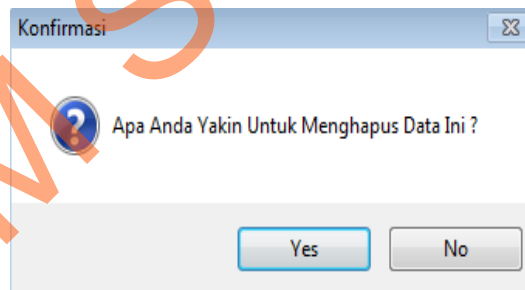 Konfirmasi
Apa Anda Yakin Untuk Menghapus Data Ini ?
Yes
No